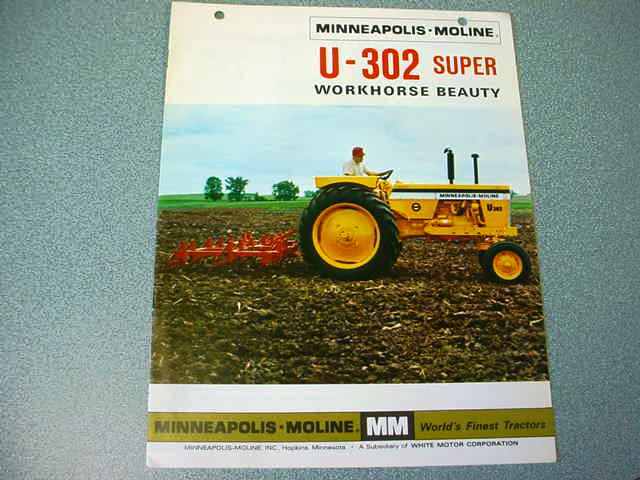 MINNEAPOLIS-MOLINE®
U-302 SUPER
WORKHORSE BEAUTY
MINNEAPOLIS-MOLINE
U302
MINNEAPOLIS-MOLINE® MM World's Finest Tractors
MINNEAPOLIS-MOLINE INC., Hopkins, Minnesota • A Subsidiary of WHITE MOTOR CORPORATION